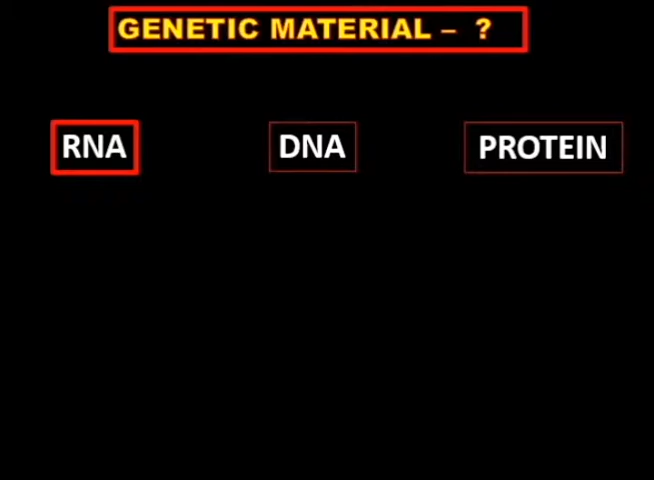 GENETIC MATERIAL – ?
RNA DNA PROTEIN